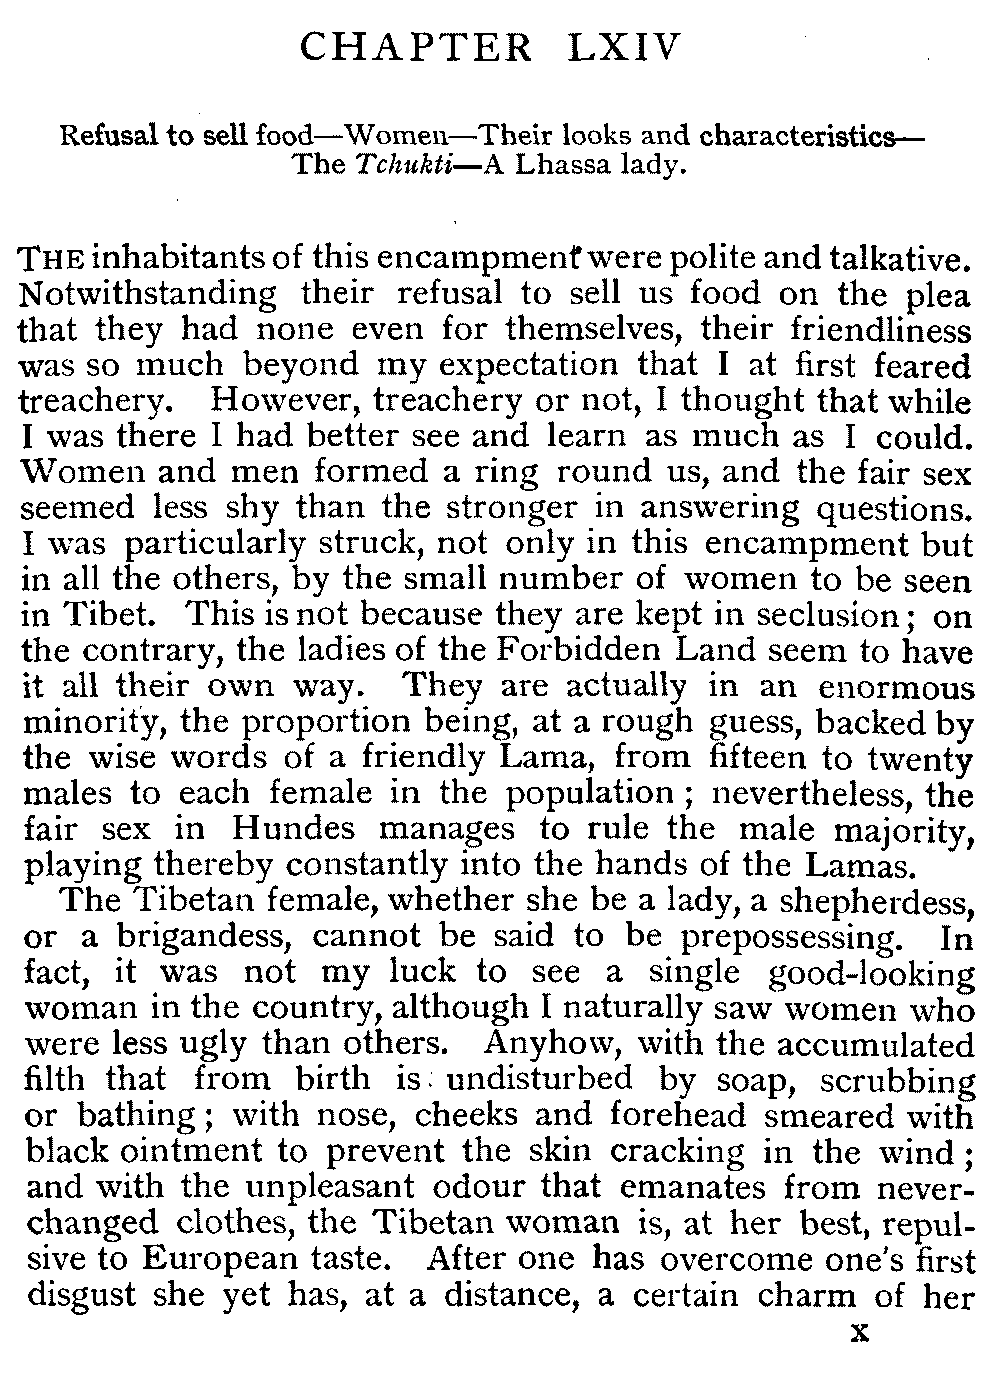 CHAPTER LXIV
Refusal to sell food—Women—Their looks and characteristics—
The Tchukti—A Lhassa lady.
THE inhabitants of this encampment were polite and talkative.
Notwithstanding their refusal to sell us food on the plea
that they had none even for themselves, their friendliness
was so much beyond my expectation that I at first feared
treachery. However, treachery or not, I thought that while
I was there I had better see and learn as much as I could.
Women and men formed a ring round us, and the fair sex
seemed less shy than the stronger in answering questions.
I was particularly struck, not only in this encampment but
in all the others, by the small number of women to be seen
in Tibet. This is not because they are kept in seclusion; on
the contrary, the ladies of the Forbidden Land seem to have
it all their own way. They are actually in an enormous
minority, the proportion being, at a rough guess, backed by
the wise words of a friendly Lama, from fifteen to twenty
males to each female in the population; nevertheless, the
fair sex in Hundes manages to rule the male majority,
playing thereby constantly into the hands of the Lamas.
The Tibetan female, whether she be a lady, a shepherdess,
or a brigandess, cannot be said to be prepossessing. In
fact, it was not my luck to see a single good-looking
woman in the country, although I naturally saw women who
were less ugly than others. Anyhow, with the accumulated
filth that from birth is undisturbed by soap, scrubbing
or bathing; with nose, cheeks and forehead smeared with
black ointment to prevent the skin cracking in the wind;
and with the unpleasant odour that emanates from never-
changed clothes, the Tibetan woman is, at her best, repul-
sive to European taste. After one has overcome one's first
disgust she yet has, at a distance, a certain charm of her
X